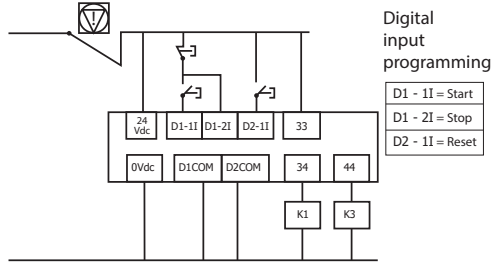 Digital
input
programming
D1 - 1I = Start
D1 - 2I = Stop
D2 - 1I = Reset
24
Vdc
D1-1I
D1-2I
D2-1I
33
0Vdc
D1COM
D2COM
34
44
K1
K3